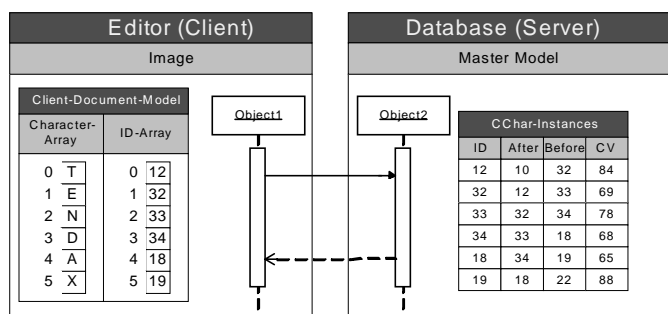 Editor (Client)
Image
Client-Document-Model
Character-Array ID-Array
0 T 0 12
1 E 1 32
2 N 2 33
3 D 3 34
4 A 4 18
5 X 5 19
Object1
Database (Server)
Master Model
Object2
CChar-Instances
ID After Before CV
12 10 32 84
32 12 33 69
33 32 34 78
34 33 18 68
18 34 19 65
19 18 22 88